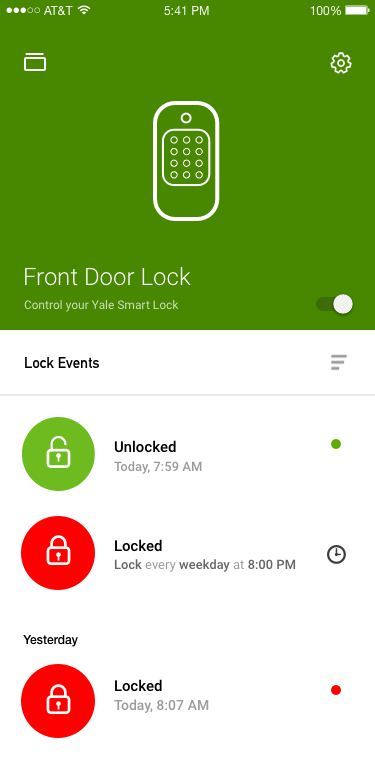 ●●●○○ AT&T 5:41 PM 100%
Front Door Lock
Control your Yale Smart Lock
Lock Events
Unlocked
Today, 7:59 AM
Locked
Lock every weekday at 8:00 PM
Yesterday
Locked
Today, 8:07 AM